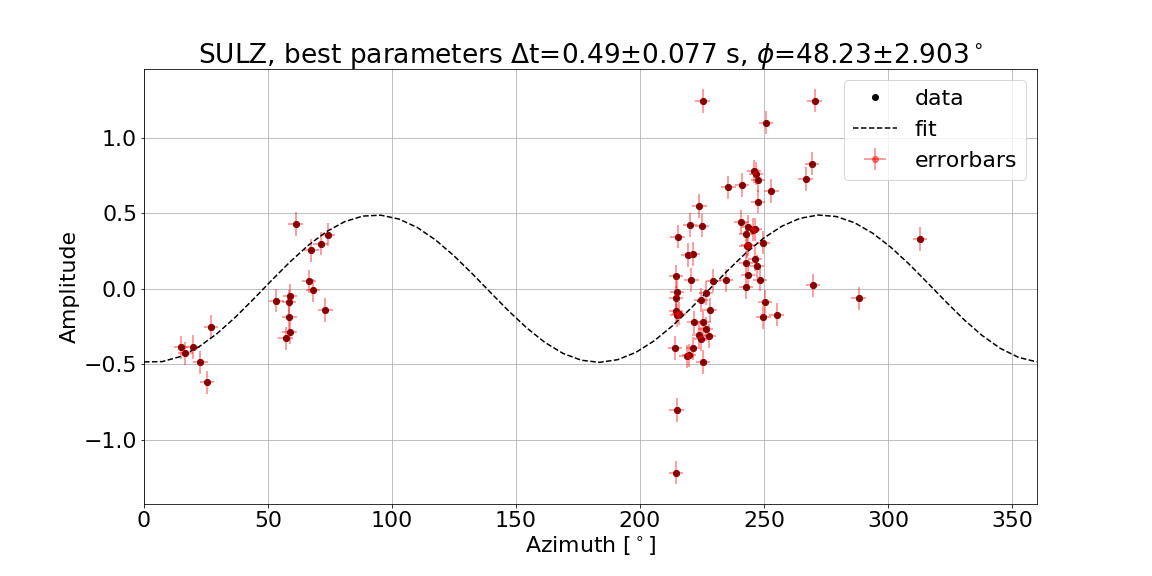 SULZ, best parameters Δt=0.49±0.077 s, ϕ=48.23±2.903°
data
fit
errorbars
1.0
0.5
0.0
−0.5
−1.0
Amplitude
0 50 100 150 200 250 300 350
Azimuth [°]